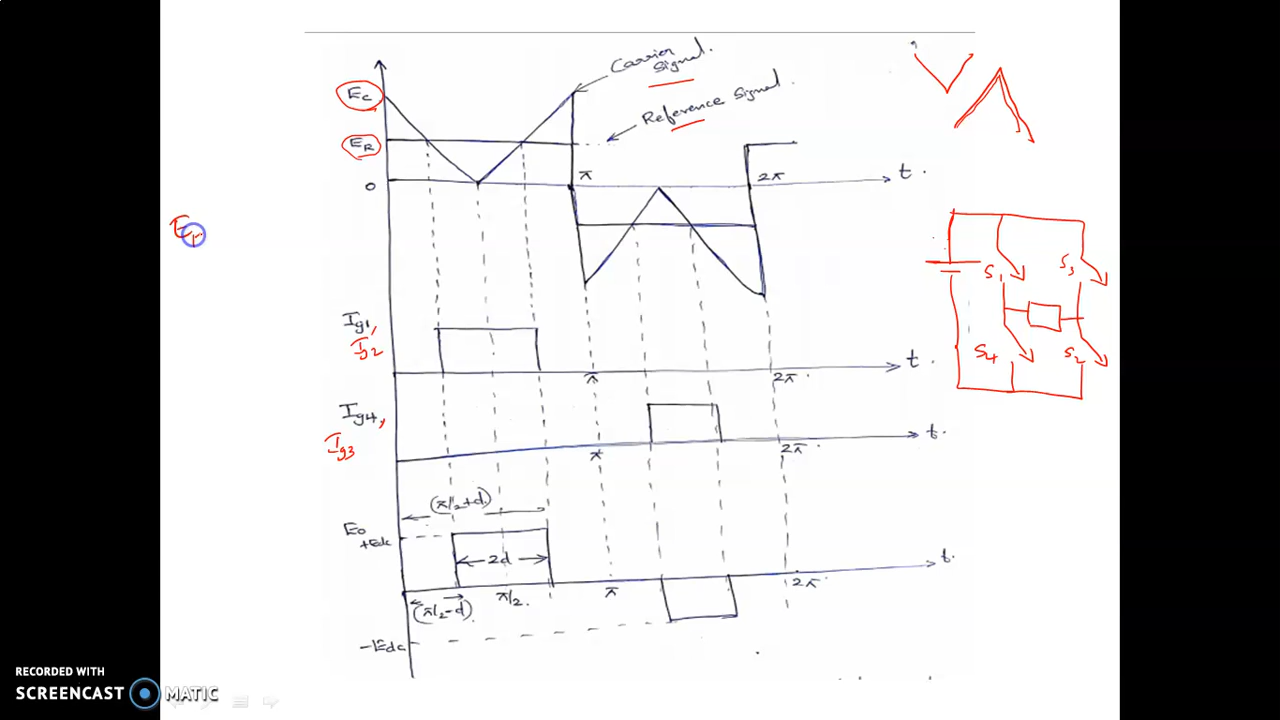 Carrier
Signal.
Reference Signal.
Ec
ER
0
π
2π
t.
Er
S1
S3
S4
S2
Ig1,
Ig2
π
2π.
t.
Ig4,
Ig3
π
2π.
t.
(π/2+d).
Eo
+Edc
2d
(π/2-d).
π/2.
π
2π.
t.
-Edc
RECORDED WITH
SCREENCAST MATIC